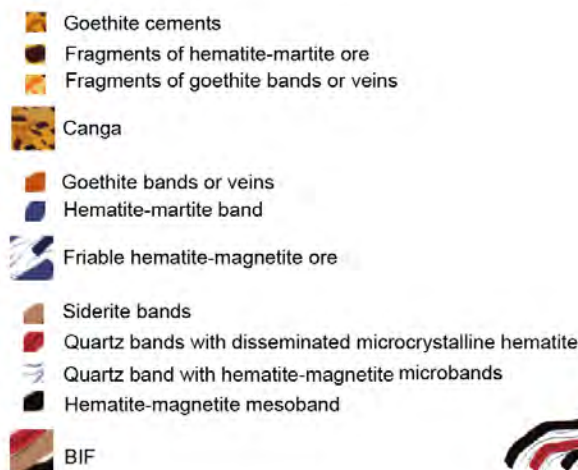 Goethite cements
Fragments of hematite-martite ore
Fragments of goethite bands or veins
Canga
Goethite bands or veins
Hematite-martite band
Friable hematite-magnetite ore
Siderite bands
Quartz bands with disseminated microcrystalline hematite
Quartz band with hematite-magnetite microbands
Hematite-magnetite mesoband
BIF